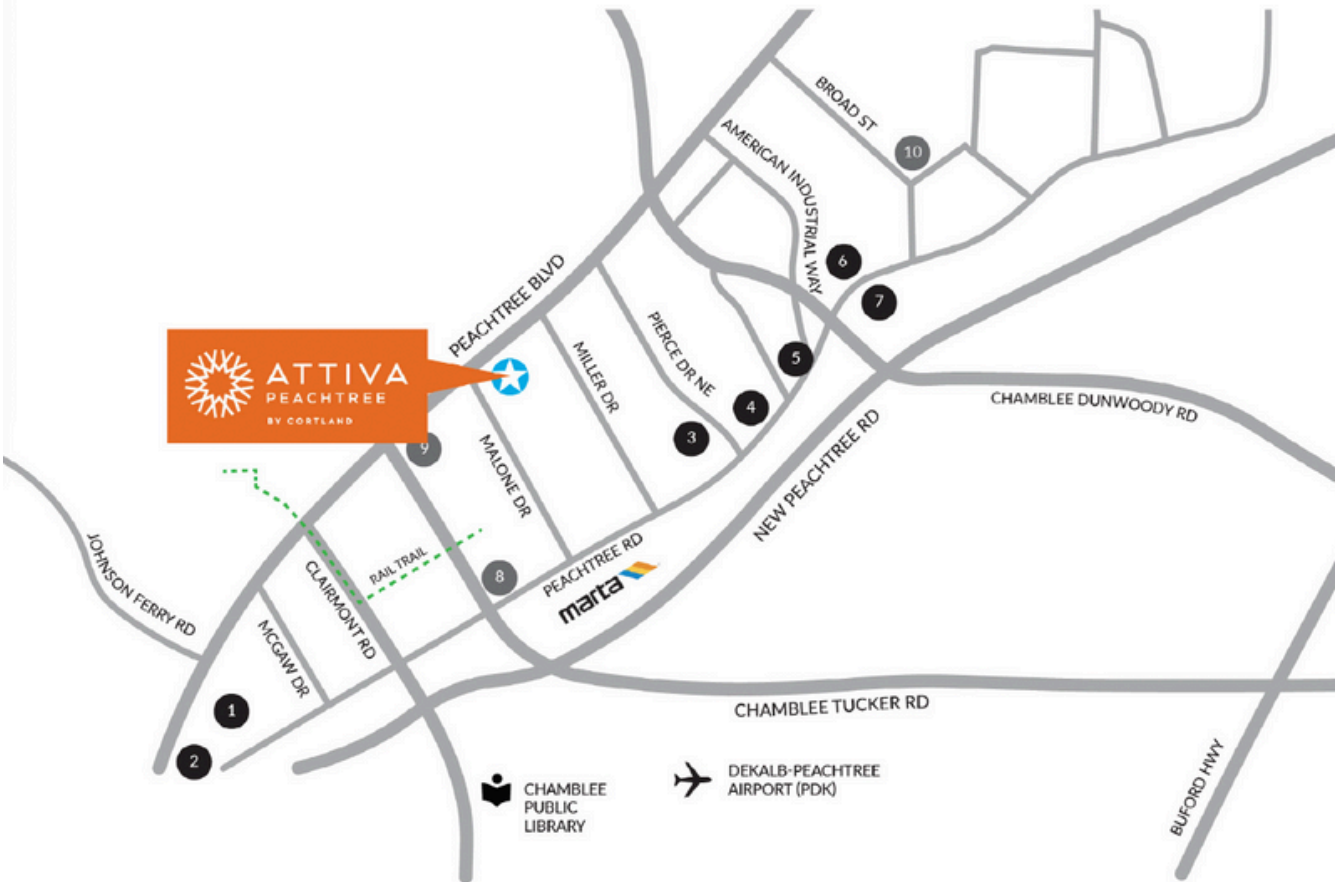 BROAD ST
AMERICAN INDUSTRIAL WAY
10
6
7
PEACHTREE BLVD
PIERCE DR NE
MILLER DR
ATTIVA
PEACHTREE
BY CORTLAND
5
4
3
CHAMBLEE DUNWOODY RD
NEW PEACHTREE RD
9
MALONE DR
JOHNSON FERRY RD
RAIL TRAIL
CLAIRMONT RD
8
PEACHTREE RD
marta
MCGAW DR
1
2
CHAMBLEE TUCKER RD
CHAMBLEE
PUBLIC
LIBRARY
DEKALB-PEACHTREE
AIRPORT (PDK)
BUFORD HWY